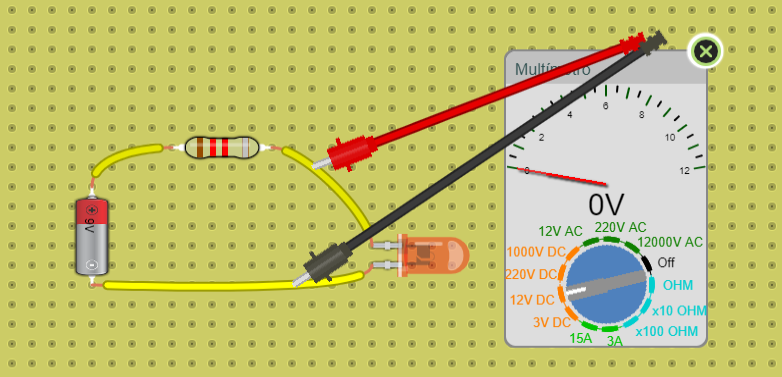 Multímetro
0
2
4
6
8
10
12
0V
12V AC
220V AC
12000V AC
1000V DC
Off
220V DC
OHM
12V DC
x10 OHM
3V DC
x100 OHM
15A
3A
9V